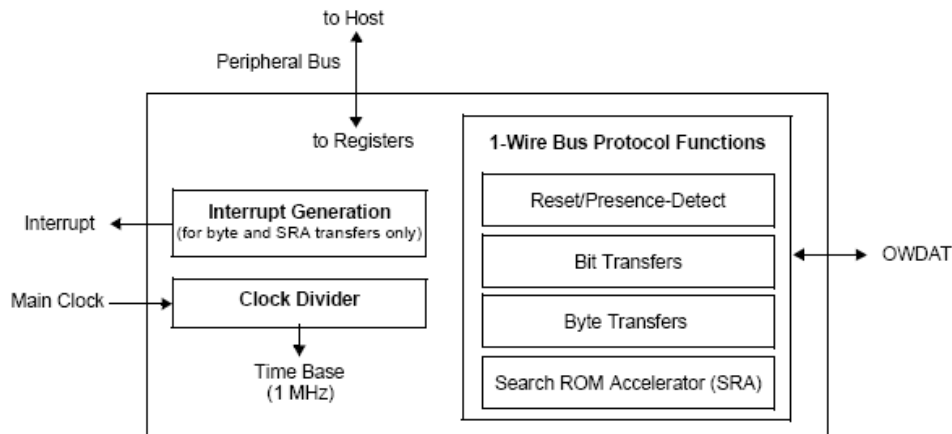 to Host
Peripheral Bus
to Registers
1-Wire Bus Protocol Functions
Reset/Presence-Detect
Interrupt
Interrupt Generation
(for byte and SRA transfers only)
Bit Transfers
OWDAT
Main Clock
Clock Divider
Byte Transfers
Time Base
(1 MHz)
Search ROM Accelerator (SRA)